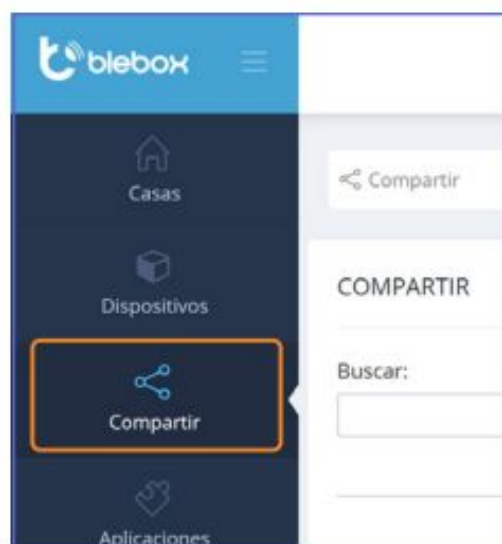 blebox
Casas
Compartir
Dispositivos
COMPARTIR
Buscar:
Compartir
Aplicaciones